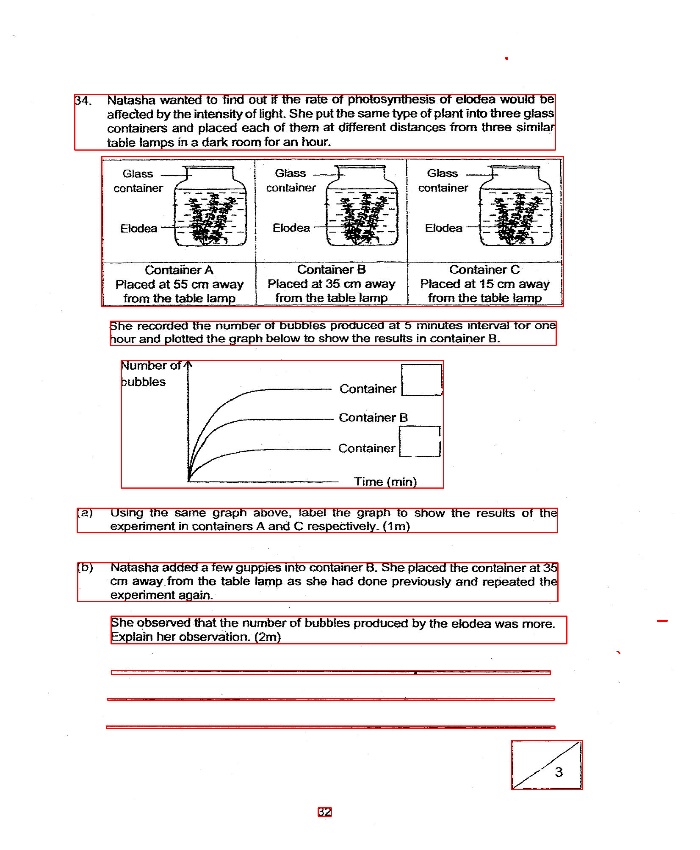 34. Natasha wanted to find out if the rate of photosynthesis of elodea would be
affected by the intensity of light. She put the same type of plant into three glass
containers and placed each of them at different distances from three similar
table lamps in a dark room for an hour.
Glass container
Elodea
Glass container
Elodea
Glass container
Elodea
Container A
Placed at 55 cm away
from the table lamp
Container B
Placed at 35 cm away
from the table lamp
Container C
Placed at 15 cm away
from the table lamp
She recorded the number of bubbles produced at 5 minutes interval for one
hour and plotted the graph below to show the results in container B.
Number of
bubbles
Container
Container B
Container
Time (min)
(a) Using the same graph above, label the graph to show the results of the
experiment in containers A and C respectively. (1m)
(b) Natasha added a few guppies into container B. She placed the container at 35
cm away from the table lamp as she had done previously and repeated the
experiment again.
She observed that the number of bubbles produced by the elodea was more.
Explain her observation. (2m)
3
32